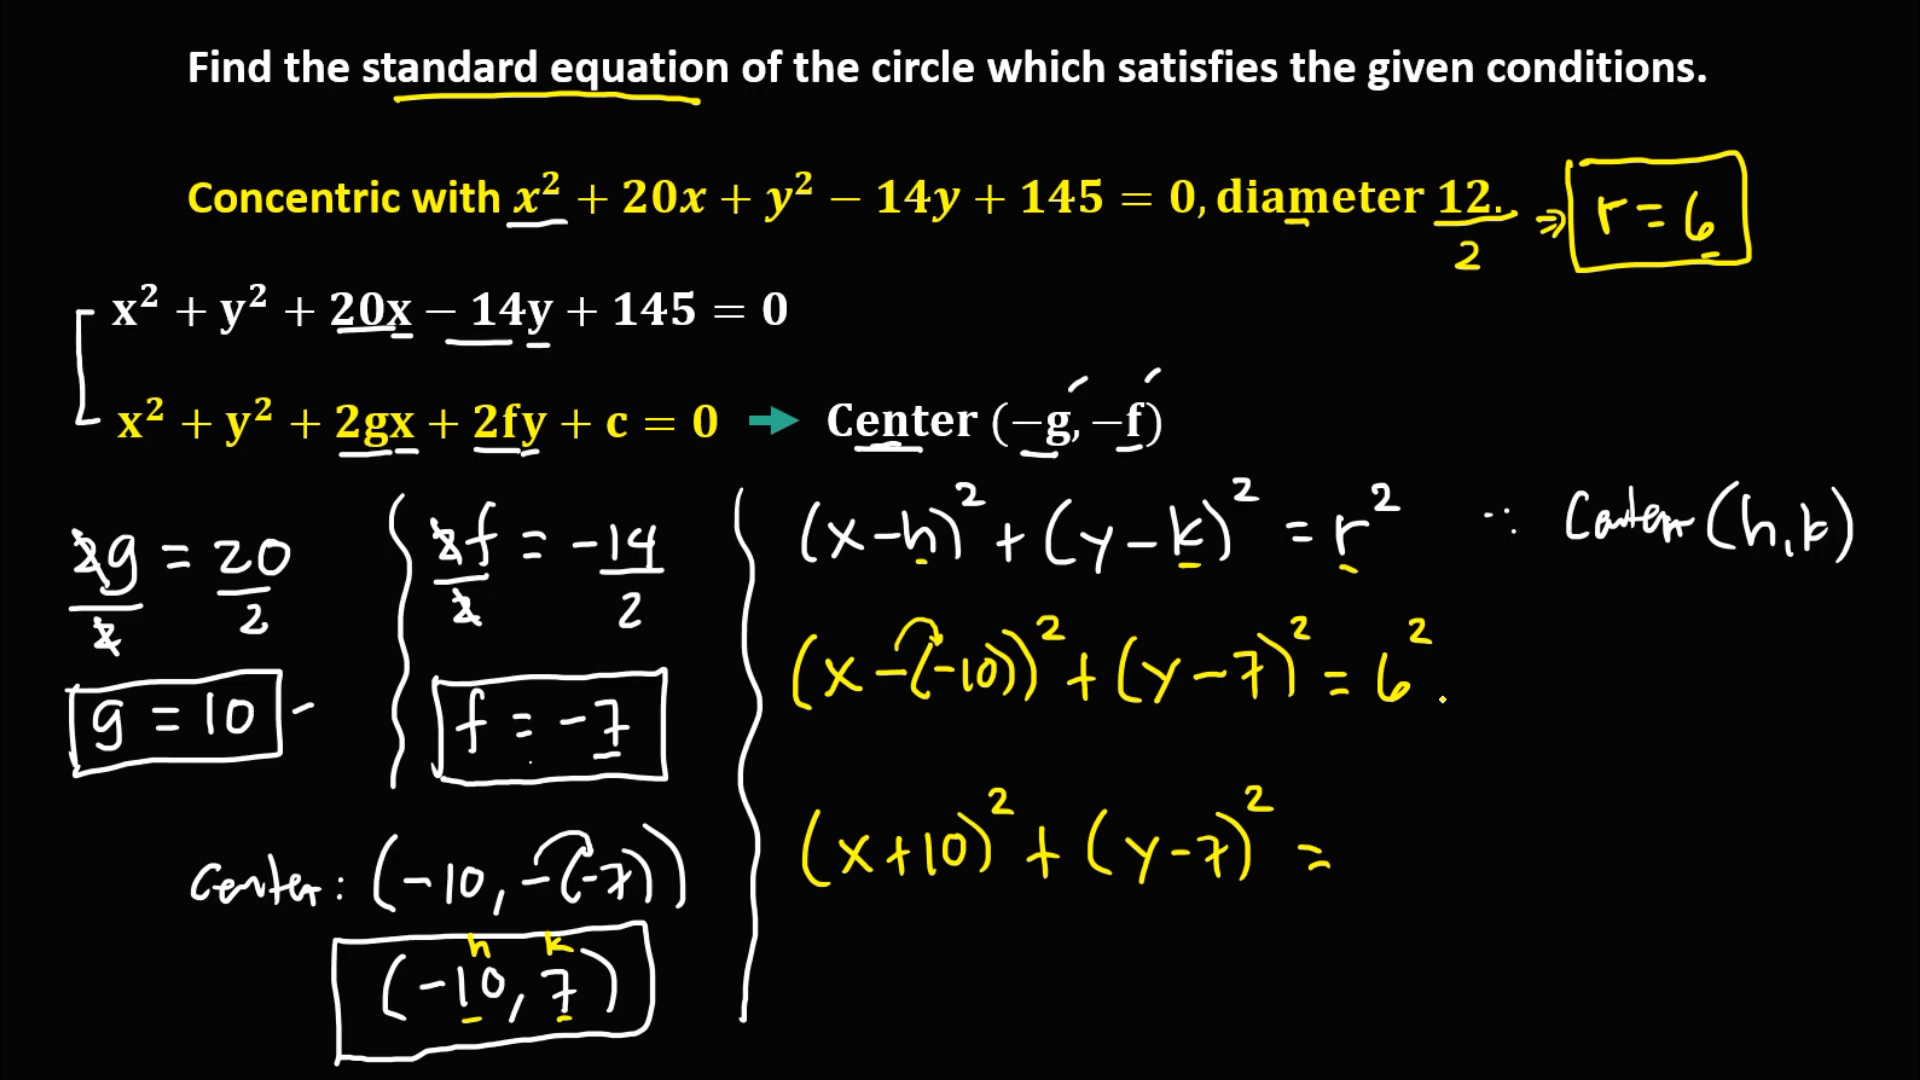 Find the standard equation of the circle which satisfies the given conditions.
Concentric with x² + 20x + y² − 14y + 145 = 0, diameter 12. ⇒ r = 6
2
x² + y² + 20x − 14y + 145 = 0
x² + y² + 2gx + 2fy + c = 0 → Center (−g, −f)
2g = 20
2 2
g = 10
2f = -14
2 2
f = -7
Center: (-10, -(-7))
h k
(-10, 7)
(x-h)² + (y-k)² = r² ∵ Center (h,k)
(x-(-10))² + (y-7)² = 6²
(x+10)² + (y-7)² =